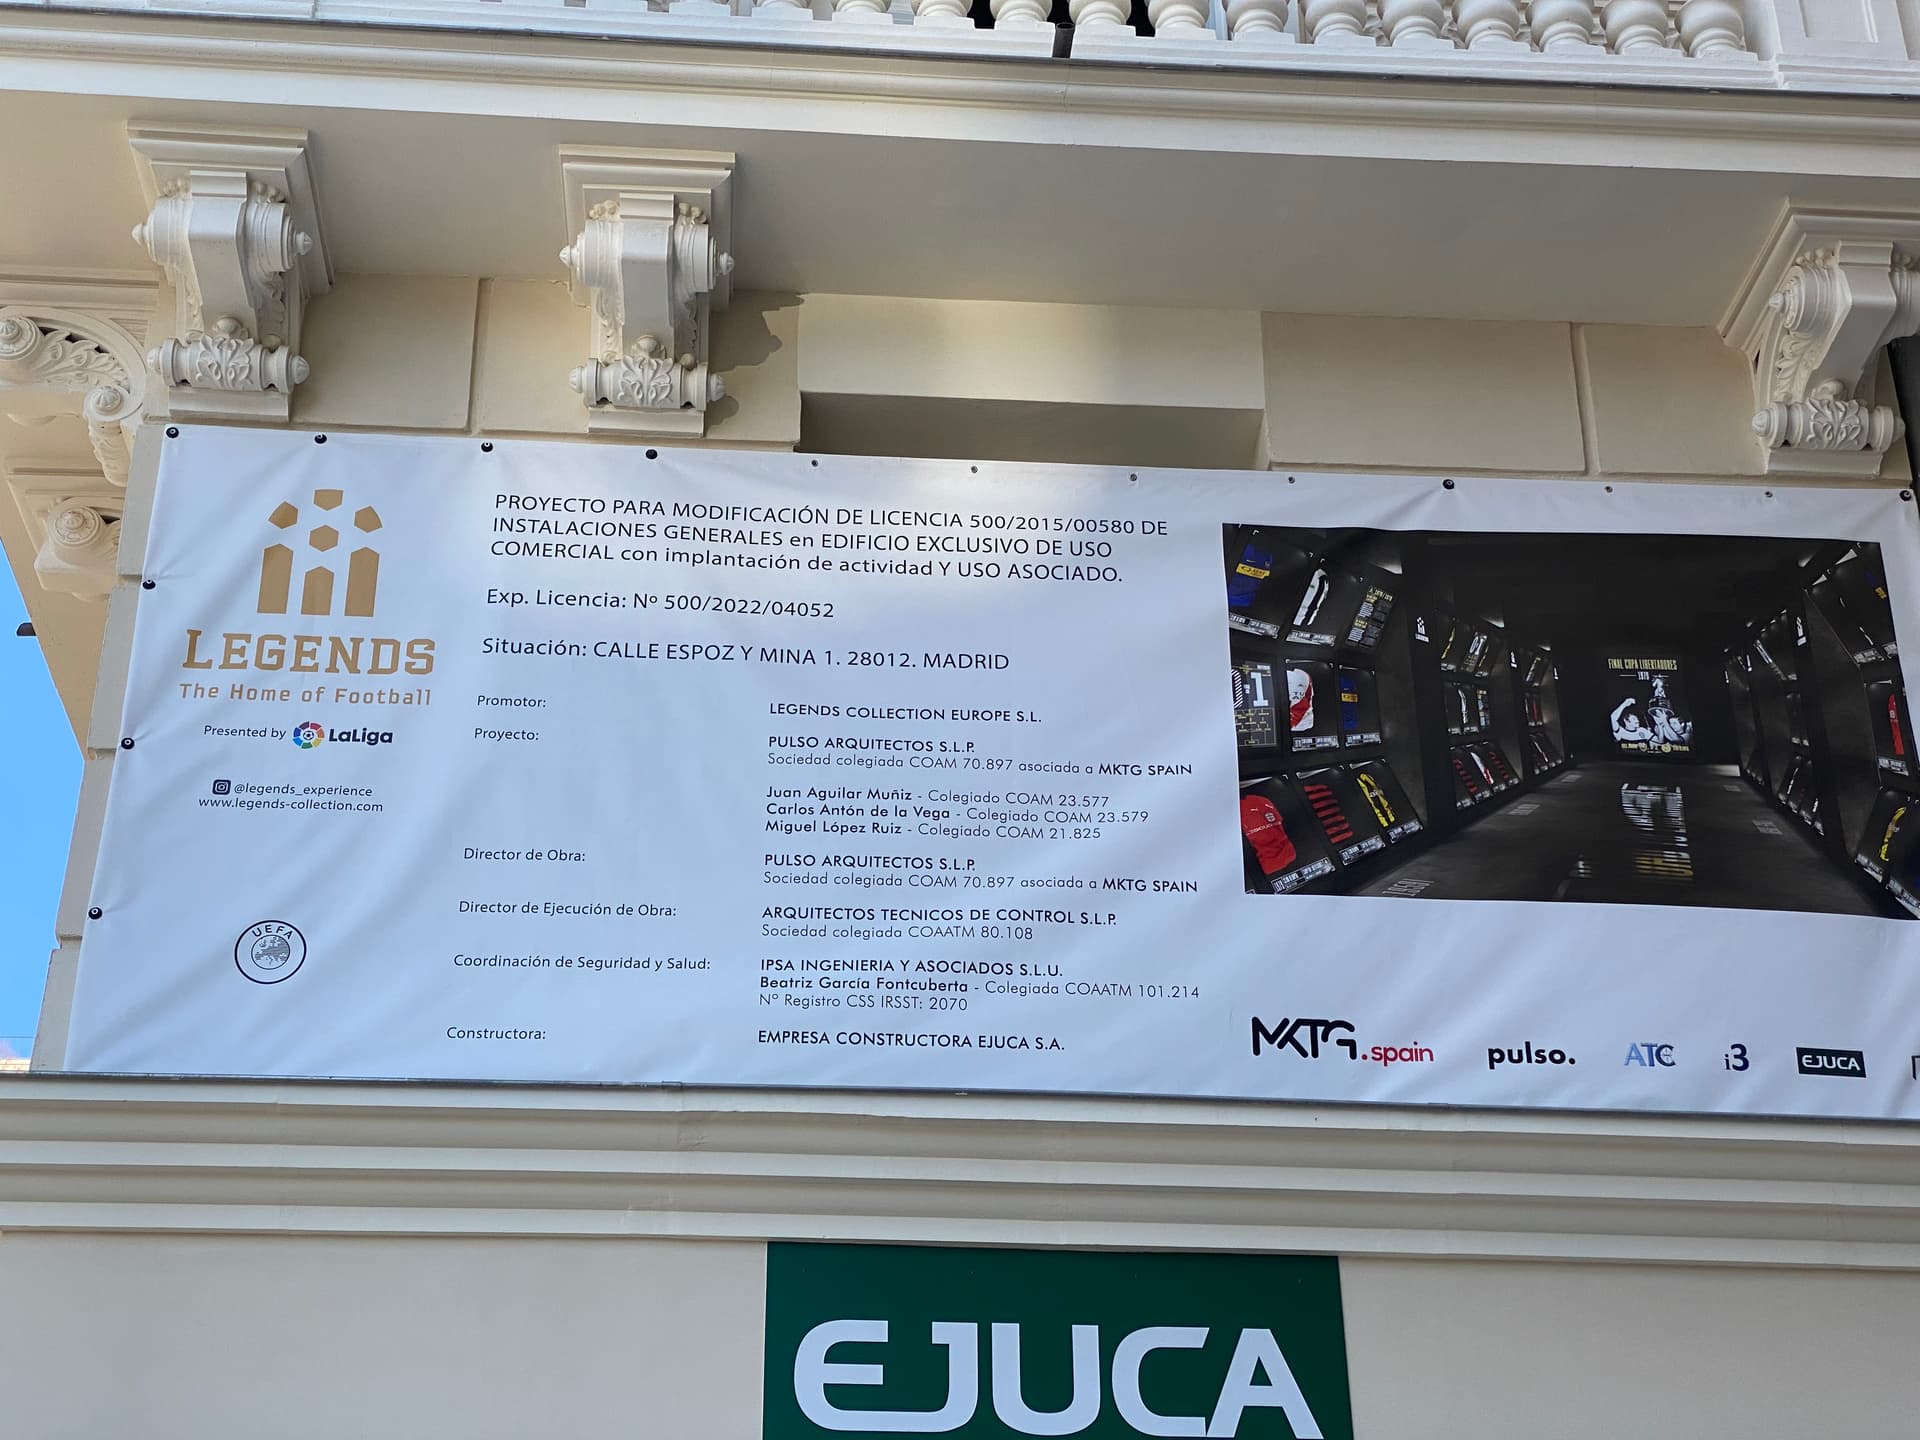 LEGENDS
The Home of Football
Presented by LaLiga
@legends_experience
www.legends-collection.com
UEFA
PROYECTO PARA MODIFICACIÓN DE LICENCIA 500/2015/00580 DE
INSTALACIONES GENERALES en EDIFICIO EXCLUSIVO DE USO
COMERCIAL con implantación de actividad Y USO ASOCIADO.
Exp. Licencia: Nº 500/2022/04052
Situación: CALLE ESPOZ Y MINA 1. 28012. MADRID
Promotor: LEGENDS COLLECTION EUROPE S.L.
Proyecto: PULSO ARQUITECTOS S.L.P.
Sociedad colegiada COAM 70.897 asociada a MKTG SPAIN
Juan Aguilar Muñiz - Colegiado COAM 23.577
Carlos Antón de la Vega - Colegiado COAM 23.579
Miguel López Ruiz - Colegiado COAM 21.825
Director de Obra: PULSO ARQUITECTOS S.L.P.
Sociedad colegiada COAM 70.897 asociada a MKTG SPAIN
Director de Ejecución de Obra: ARQUITECTOS TECNICOS DE CONTROL S.L.P.
Sociedad colegiada COAATM 80.108
Coordinación de Seguridad y Salud: IPSA INGENIERIA Y ASOCIADOS S.L.U.
Beatriz García Fontcuberta - Colegiada COAATM 101.214
Nº Registro CSS IRSST: 2070
Constructora: EMPRESA CONSTRUCTORA EJUCA S.A.
FINAL COPA LIBERTADORES
MKTG.spain pulso. ATC i3 EJUCA
EJUCA